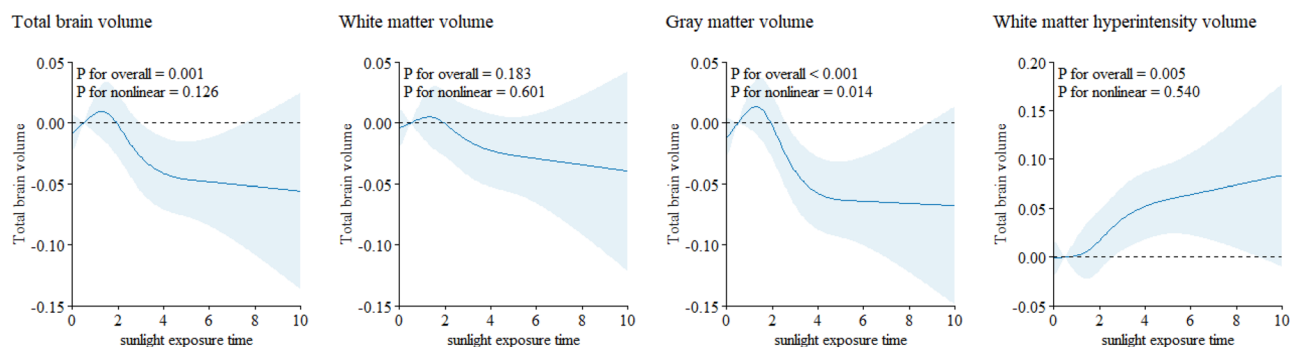 Total brain volume
P for overall = 0.001
P for nonlinear = 0.126
0.05
0.00
-0.05
-0.10
-0.15
Total brain volume
0 2 4 6 8 10
sunlight exposure time
White matter volume
P for overall = 0.183
P for nonlinear = 0.601
0.05
0.00
-0.05
-0.10
-0.15
Total brain volume
0 2 4 6 8 10
sunlight exposure time
Gray matter volume
P for overall < 0.001
P for nonlinear = 0.014
0.05
0.00
-0.05
-0.10
-0.15
Total brain volume
0 2 4 6 8 10
sunlight exposure time
White matter hyperintensity volume
P for overall = 0.005
P for nonlinear = 0.540
0.20
0.15
0.10
0.05
0.00
-0.05
Total brain volume
0 2 4 6 8 10
sunlight exposure time